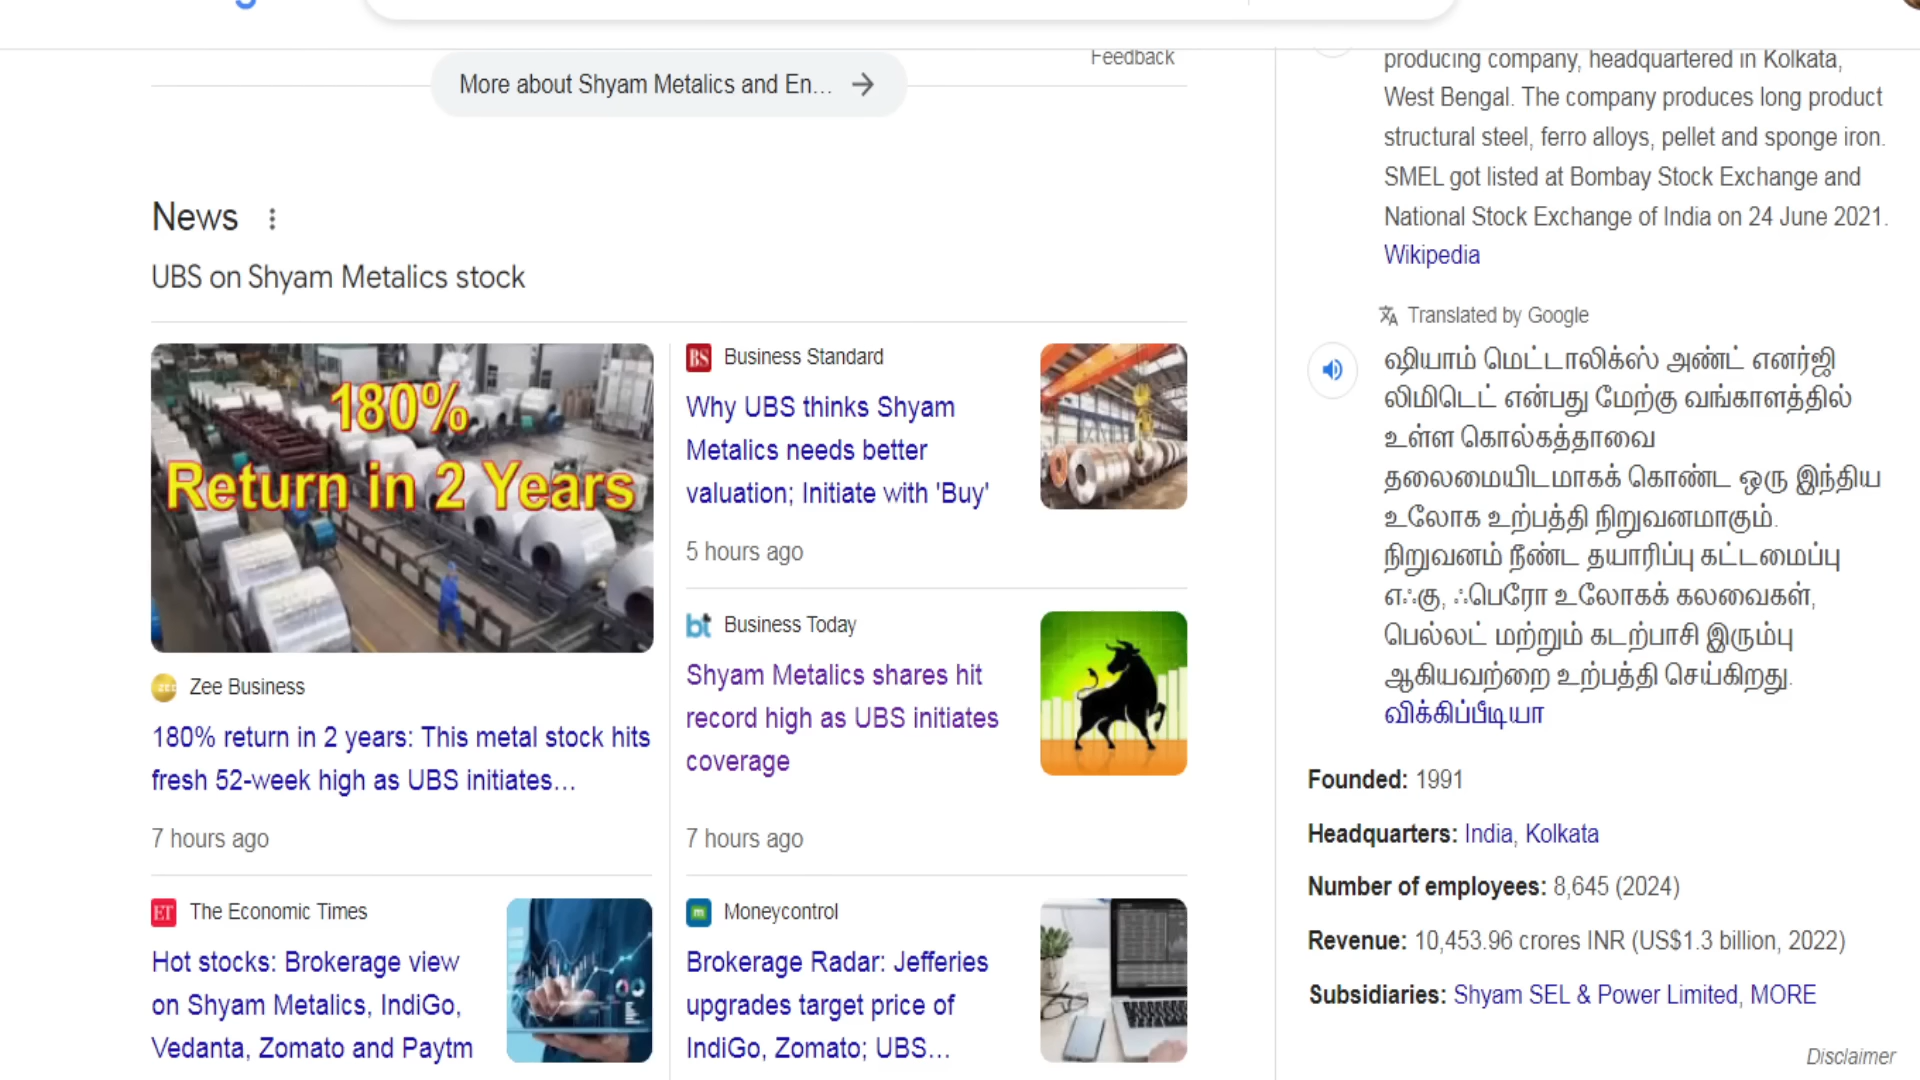 Feedback
More about Shyam Metalics and En...
News
UBS on Shyam Metalics stock
180%
Return in 2 Years
Zee Business
180% return in 2 years: This metal stock hits
fresh 52-week high as UBS initiates...
7 hours ago
BS Business Standard
Why UBS thinks Shyam
Metalics needs better
valuation; Initiate with 'Buy'
5 hours ago
bt Business Today
Shyam Metalics shares hit
record high as UBS initiates
coverage
7 hours ago
ET The Economic Times
Hot stocks: Brokerage view
on Shyam Metalics, IndiGo,
Vedanta, Zomato and Paytm
m Moneycontrol
Brokerage Radar: Jefferies
upgrades target price of
IndiGo, Zomato; UBS...
producing company, headquartered in Kolkata,
West Bengal. The company produces long product
structural steel, ferro alloys, pellet and sponge iron.
SMEL got listed at Bombay Stock Exchange and
National Stock Exchange of India on 24 June 2021.
Wikipedia
Translated by Google
ஷியாம் மெட்டாலிக்ஸ் அண்ட் எனர்ஜி
லிமிடெட் என்பது மேற்கு வங்காளத்தில்
உள்ள கொல்கத்தாவை
தலைமையிடமாகக் கொண்ட ஒரு இந்திய
உலோக உற்பத்தி நிறுவனமாகும்.
நிறுவனம் நீண்ட தயாரிப்பு கட்டமைப்பு
எஃகு, ஃபெரோ உலோகக் கலவைகள்,
பெல்லட் மற்றும் கடற்பாசி இரும்பு
ஆகியவற்றை உற்பத்தி செய்கிறது.
விக்கிப்பீடியா
Founded: 1991
Headquarters: India, Kolkata
Number of employees: 8,645 (2024)
Revenue: 10,453.96 crores INR (US$1.3 billion, 2022)
Subsidiaries: Shyam SEL & Power Limited, MORE
Disclaimer